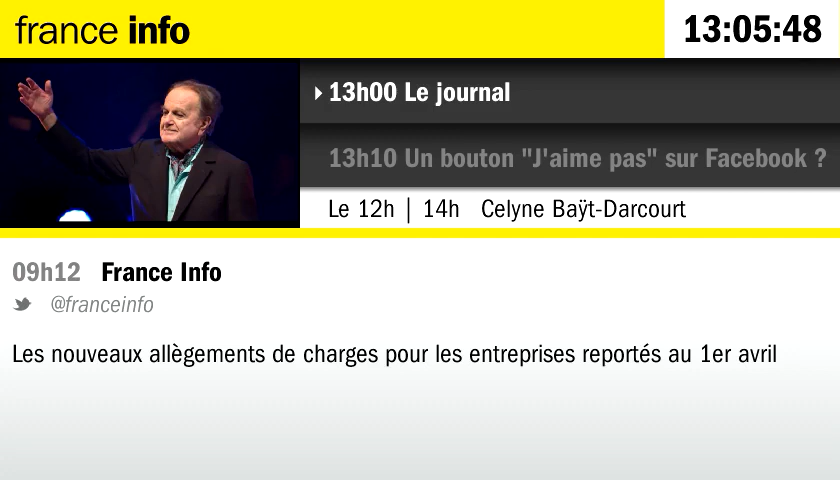 france info
13:05:48
13h00 Le journal
13h10 Un bouton "J'aime pas" sur Facebook ?
Le 12h | 14h Celyne Baÿt-Darcourt
09h12 France Info
@franceinfo
Les nouveaux allègements de charges pour les entreprises reportés au 1er avril